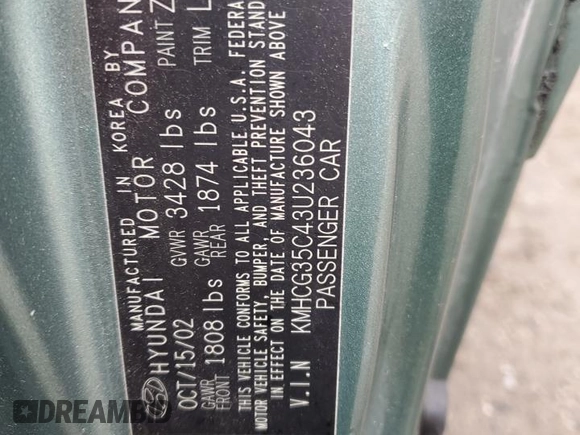 MANUFACTURED IN KOREA BY
HYUNDAI MOTOR COMPAN
OCT/15/02 GVWR 3428 lbs PAINT Z
GAWR FRONT 1808 lbs GAWR REAR 1874 lbs TRIM L
THIS VEHICLE CONFORMS TO ALL APPLICABLE U.S.A. FEDERA
MOTOR VEHICLE SAFETY, BUMPER, AND THEFT PREVENTION STAND
IN EFFECT ON THE DATE OF MANUFACTURE SHOWN ABOVE
V.I.N KMHCG35C43U236043
PASSENGER CAR
DREAMBID